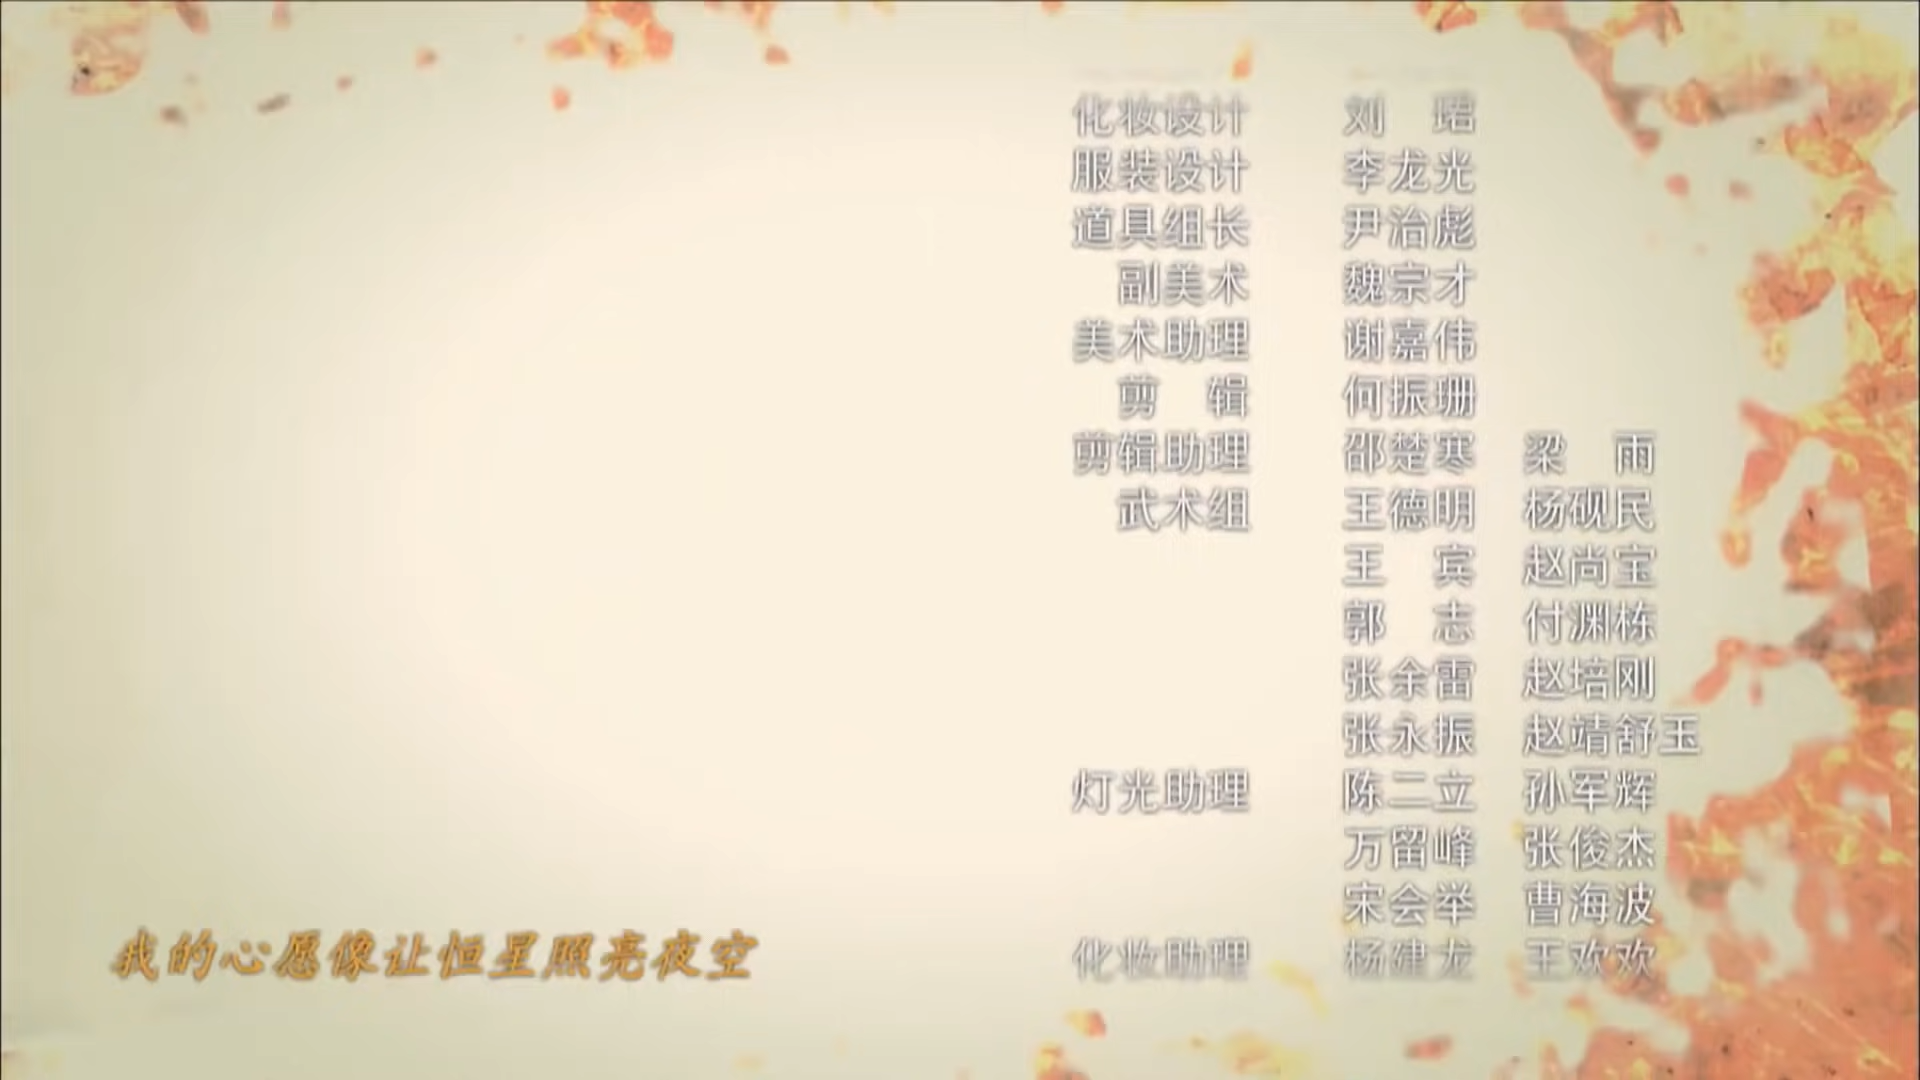 化妆设计 刘 珺
服装设计 李龙光
道具组长 尹治彪
副美术 魏宗才
美术助理 谢嘉伟
剪 辑 何振珊
剪辑助理 邵楚寒 梁 雨
武术组 王德明 杨砚民
王 宾 赵尚宝
郭 志 付渊栋
张余雷 赵培刚
张永振 赵靖舒玉
灯光助理 陈二立 孙军辉
万留峰 张俊杰
宋会举 曹海波
化妆助理 杨建龙 王欢欢
我的心愿像让恒星照亮夜空